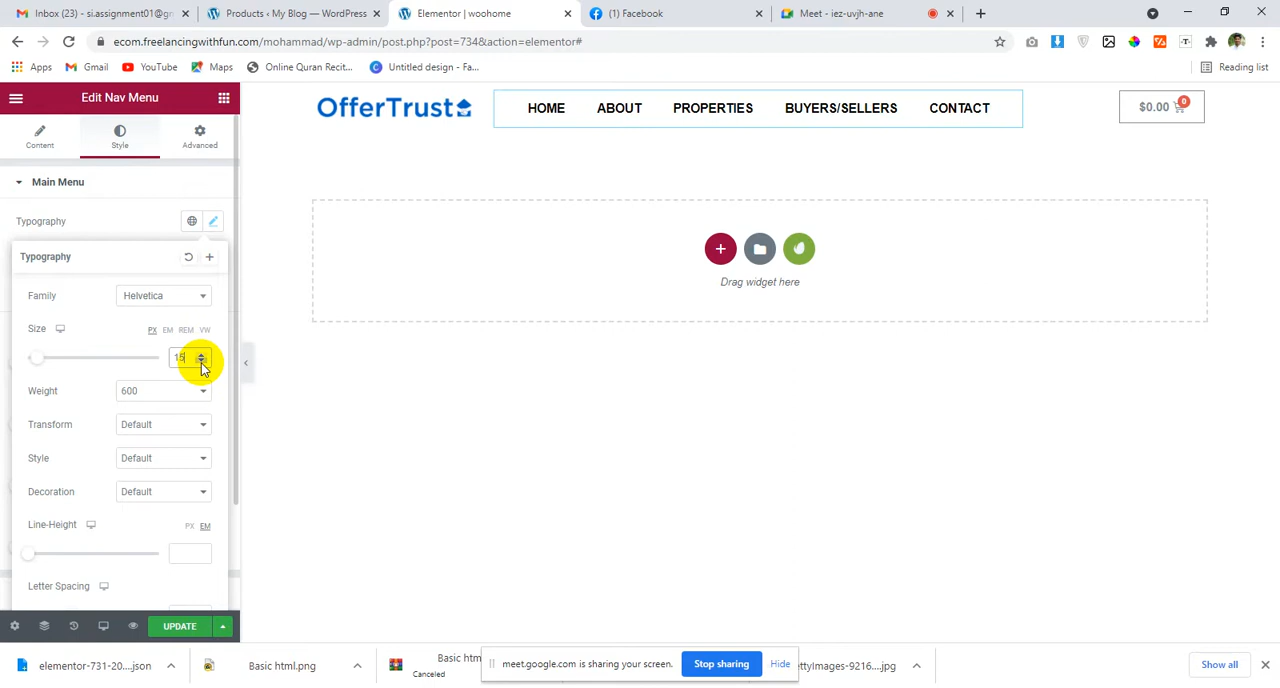 Inbox (23) - si.assignment01@gm
Products ‹ My Blog — WordPress
Elementor | woohome
(1) Facebook
Meet - iez-uvjh-ane
ecom.freelancingwithfun.com/mohammad/wp-admin/post.php?post=734&action=elementor#
Apps
Gmail
YouTube
Maps
Online Quran Recit...
Untitled design - Fa...
Reading list
Edit Nav Menu
Content
Style
Advanced
OfferTrust
HOME
ABOUT
PROPERTIES
BUYERS/SELLERS
CONTACT
$0.00
0
Main Menu
Typography
Typography
Family
Helvetica
Size
PX EM REM VW
15
Weight
600
Transform
Default
Style
Default
Decoration
Default
Line-Height
PX EM
Letter Spacing
Drag widget here
UPDATE
elementor-731-20....json
Basic html.png
Basic htm
Canceled
meet.google.com is sharing your screen.
Stop sharing
Hide
ettyImages-9216....jpg
Show all